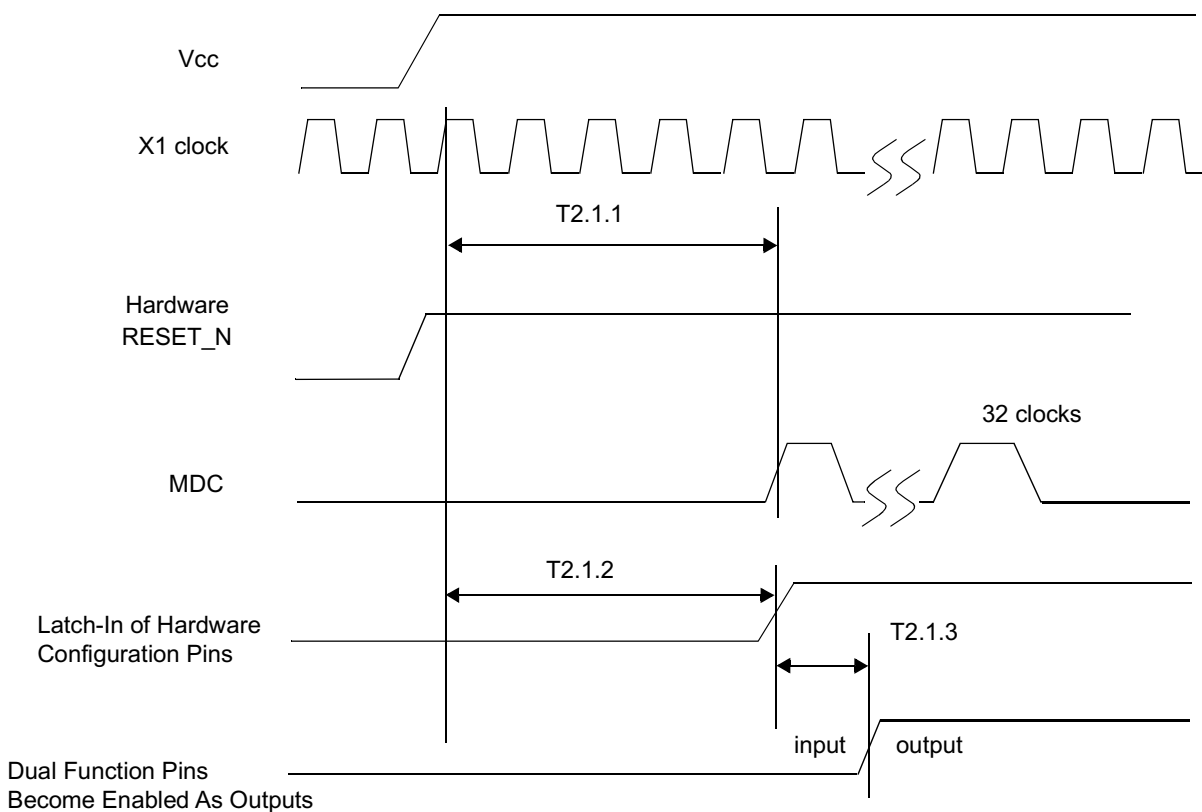 Vcc
X1 clock
T2.1.1
Hardware
RESET_N
32 clocks
MDC
T2.1.2
Latch-In of Hardware
Configuration Pins
T2.1.3
input
output
Dual Function Pins
Become Enabled As Outputs